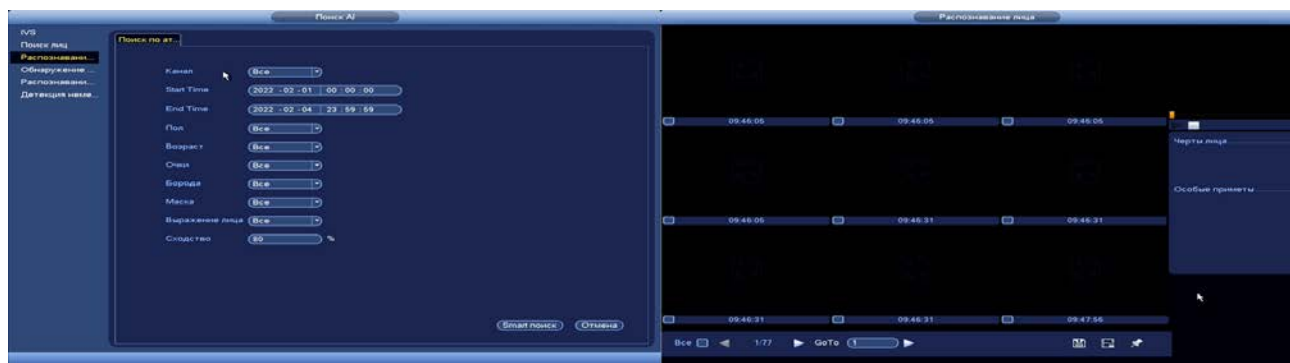 Поиск AI
IVS
Поиск лиц
Распознавани...
Обнаружение ...
Распознавани...
Детекция неме...
Поиск по ат...
Канал Все
Start Time 2022 - 02 - 01 00 : 00 : 00
End Time 2022 - 02 - 04 23 : 59 : 59
Пол Все
Возраст Все
Очки Все
Борода Все
Маска Все
Выражение лица Все
Сходство 80 %
Smart поиск Отмена
Распознавание лица
09:46:05 09:46:05 09:46:05
09:46:05 09:46:31 09:46:31
09:46:31 09:46:31 09:47:56
Черты лица
Особые приметы
Все 1/77 GoTo 1